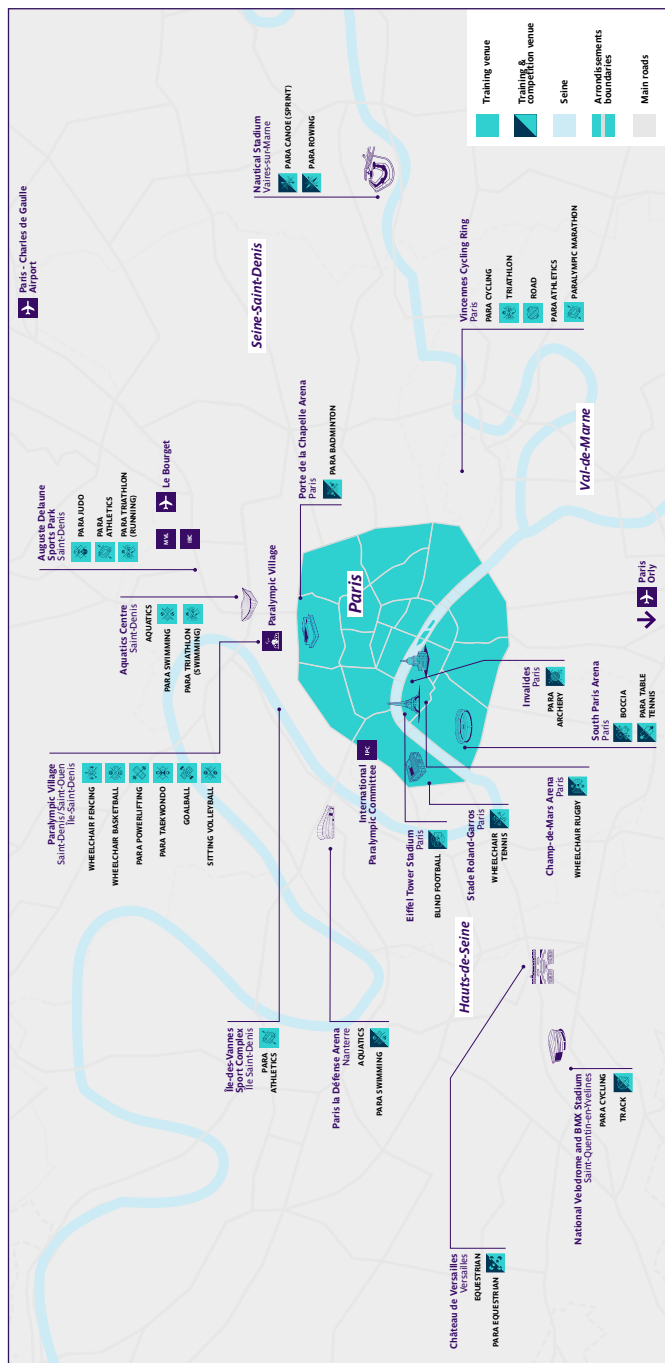 Paralympic Village
Saint-Denis/Saint-Ouen
Île-Saint-Denis
WHEELCHAIR FENCING
WHEELCHAIR BASKETBALL
PARA POWERLIFTING
PARA TAEKWONDO
GOALBALL
SITTING VOLLEYBALL
Aquatics Centre
Saint-Denis
AQUATICS
PARA SWIMMING
PARA TRIATHLON
(SWIMMING)
Auguste Delaune
Sports Park
Saint-Denis
PARA JUDO
PARA
ATHLETICS
PARA TRIATHLON
(RUNNING)
MVL
IBC
Le Bourget
Paris - Charles de Gaulle
Airport
Paralympic Village
Île-des-Vannes
Sport Complex
Île Saint-Denis
PARA
ATHLETICS
Paris la Défense Arena
Nanterre
AQUATICS
PARA SWIMMING
International
Paralympic Committee
IPC
Porte de la Chapelle Arena
Paris
PARA BADMINTON
Seine-Saint-Denis
Nautical Stadium
Vaires-sur-Marne
PARA CANOE (SPRINT)
PARA ROWING
Paris
Eiffel Tower Stadium
Paris
BLIND FOOTBALL
Stade Roland-Garros
Paris
WHEELCHAIR
TENNIS
Hauts-de-Seine
Château de Versailles
Versailles
EQUESTRIAN
PARA EQUESTRIAN
National Velodrome and BMX Stadium
Saint-Quentin-en-Yvelines
PARA CYCLING
TRACK
Champ-de-Mars Arena
Paris
WHEELCHAIR RUGBY
Invalides
Paris
PARA
ARCHERY
South Paris Arena
Paris
BOCCIA
PARA TABLE
TENNIS
Paris
Orly
Val-de-Marne
Vincennes Cycling Ring
Paris
PARA CYCLING
TRIATHLON
ROAD
PARA ATHLETICS
PARALYMPIC MARATHON
Training venue
Training &
competition venue
Seine
Arrondissements
boundaries
Main roads